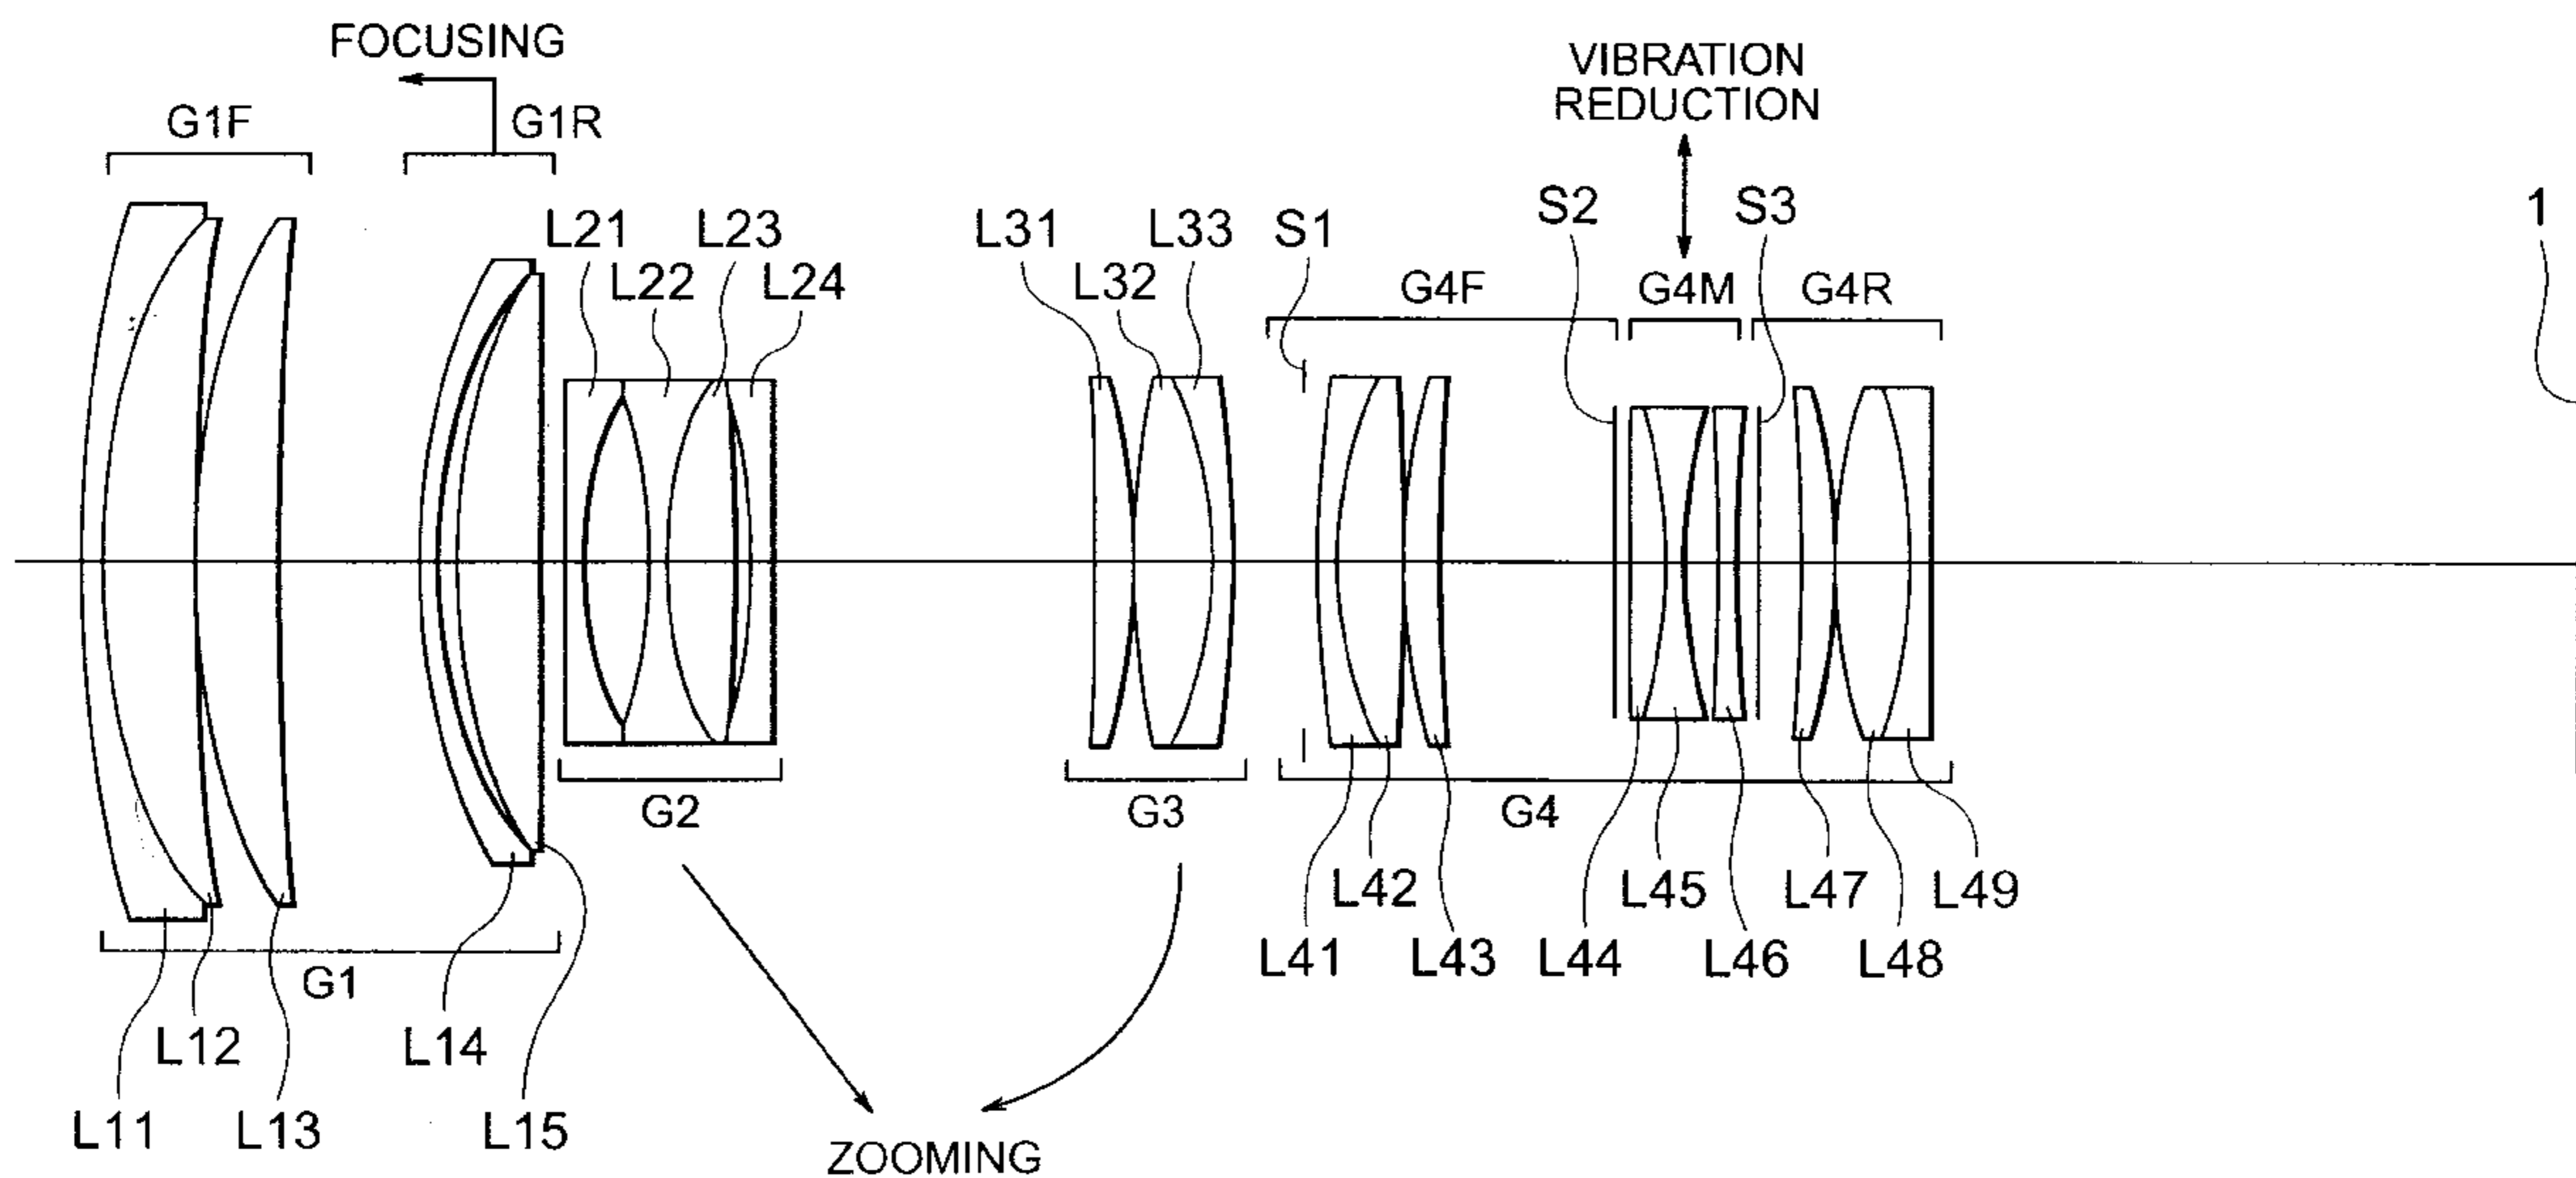 FOCUSING
G1F
G1R
VIBRATION
REDUCTION
L21
L23
L22
L24
L31
L33
L32
S1
S2
S3
1
G4F
G4M
G4R
G2
G3
G4
G1
L42
L45
L47
L49
L41
L43
L44
L46
L48
L12
L14
L11
L13
L15
ZOOMING